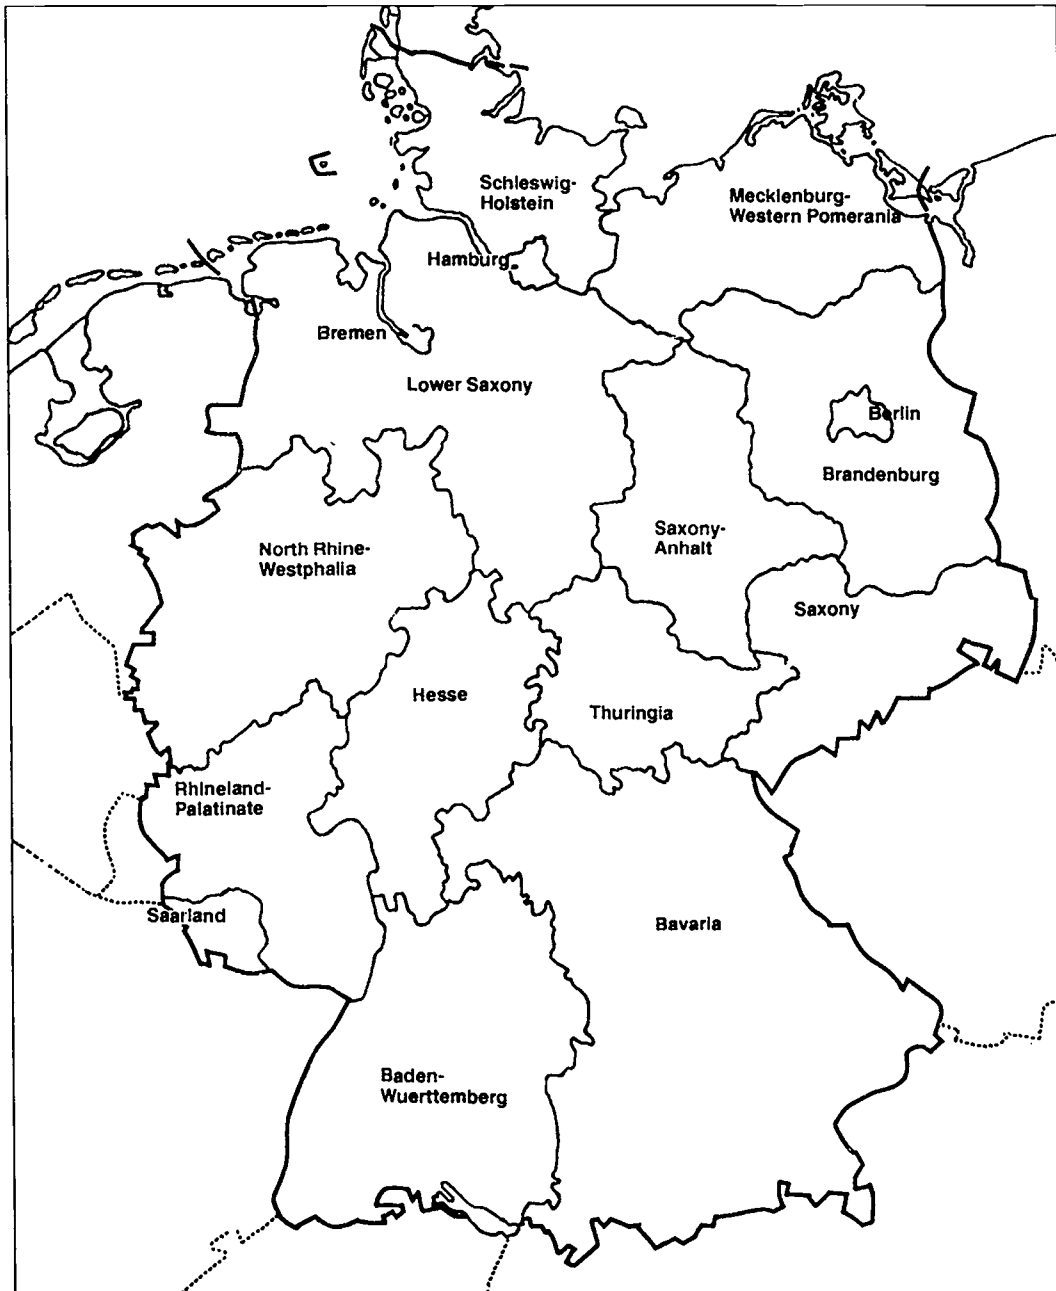 Schleswig-
Holstein
Mecklenburg-
Western Pomerania
Hamburg
Bremen
Lower Saxony
Berlin
Brandenburg
Saxony-
Anhalt
North Rhine-
Westphalia
Saxony
Hesse
Thuringia
Rhineland-
Palatinate
Saarland
Bavaria
Baden-
Wuerttemberg